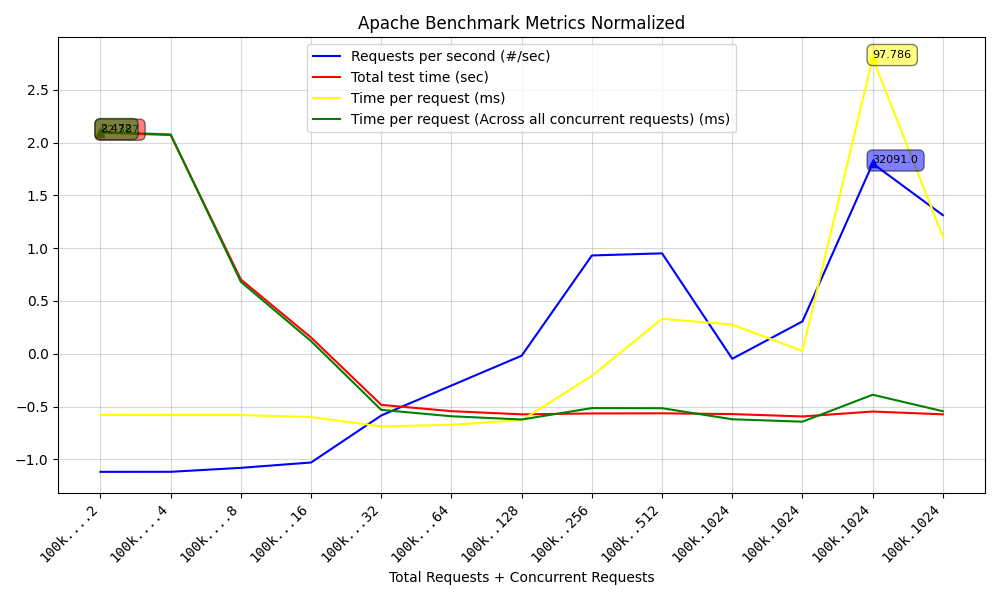 Apache Benchmark Metrics Normalized
Requests per second (#/sec)
Total test time (sec)
Time per request (ms)
Time per request (Across all concurrent requests) (ms)
97.786
32091.0
2.472
2.5
2.0
1.5
1.0
0.5
0.0
−0.5
−1.0
100k....2
100k....4
100k....8
100k...16
100k...32
100k...64
100k..128
100k..256
100k..512
100k.1024
100k.1024
100k.1024
100k.1024
Total Requests + Concurrent Requests